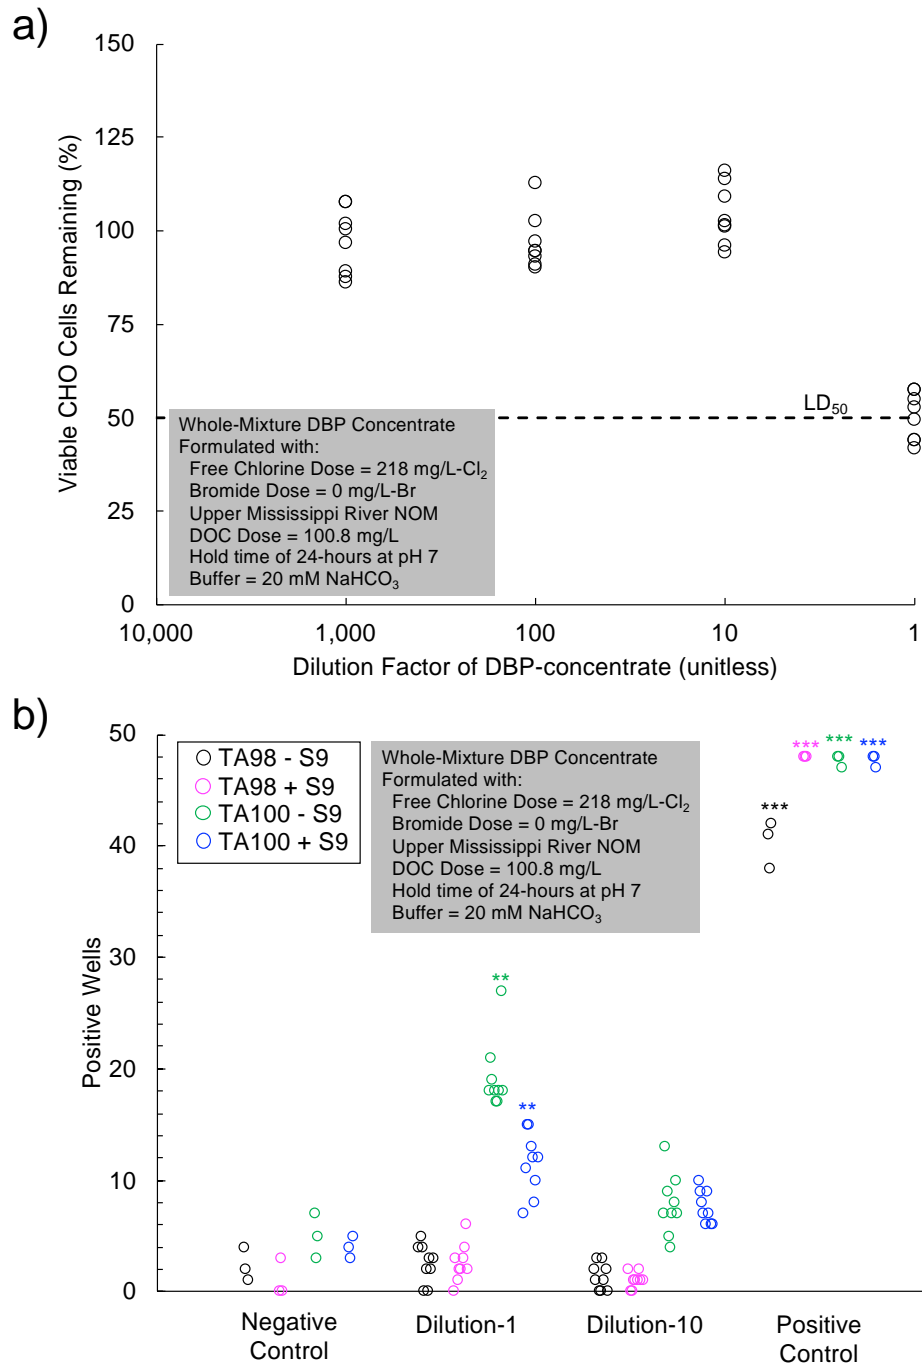 a)
150
125
100
75
50
25
0
Viable CHO Cells Remaining (%)
LD₅₀
Whole-Mixture DBP Concentrate
Formulated with:
Free Chlorine Dose = 218 mg/L-Cl₂
Bromide Dose = 0 mg/L-Br
Upper Mississippi River NOM
DOC Dose = 100.8 mg/L
Hold time of 24-hours at pH 7
Buffer = 20 mM NaHCO₃
10,000 1,000 100 10 1
Dilution Factor of DBP-concentrate (unitless)
b)
50
40
30
20
10
0
Positive Wells
TA98 - S9
TA98 + S9
TA100 - S9
TA100 + S9
Whole-Mixture DBP Concentrate
Formulated with:
Free Chlorine Dose = 218 mg/L-Cl₂
Bromide Dose = 0 mg/L-Br
Upper Mississippi River NOM
DOC Dose = 100.8 mg/L
Hold time of 24-hours at pH 7
Buffer = 20 mM NaHCO₃
*** *** ***
***
**
**
Negative
Control
Dilution-1
Dilution-10
Positive
Control